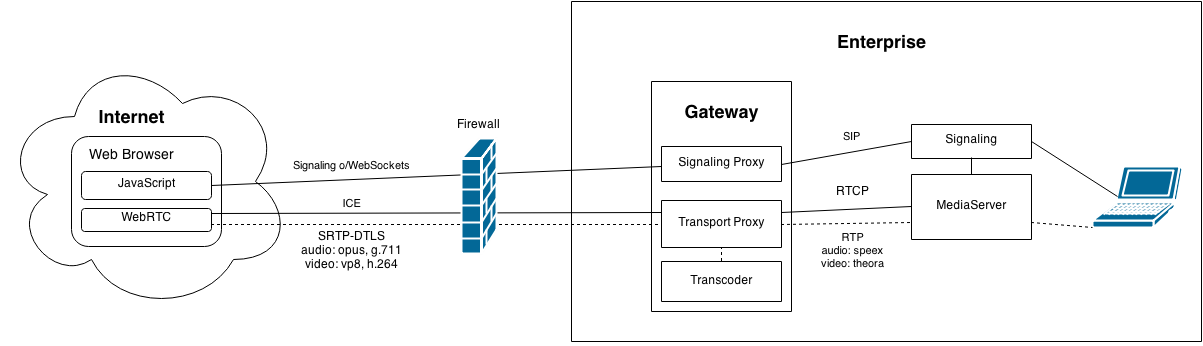 Enterprise
Internet
Web Browser
JavaScript
WebRTC
Signaling o/WebSockets
ICE
SRTP-DTLS
audio: opus, g.711
video: vp8, h.264
Firewall
Gateway
Signaling Proxy
Transport Proxy
Transcoder
SIP
RTCP
RTP
audio: speex
video: theora
Signaling
MediaServer